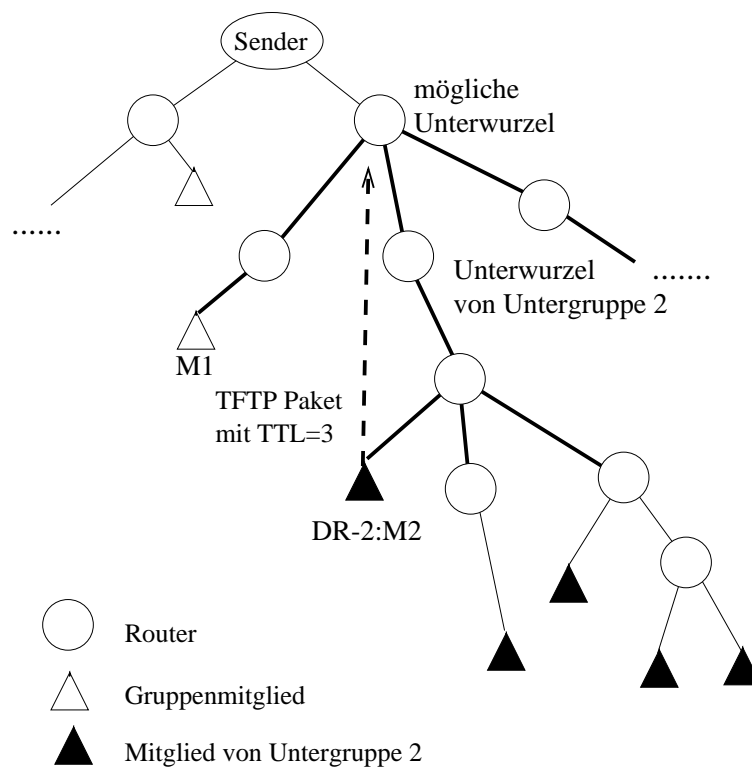 Sender
mögliche
Unterwurzel
......
Unterwurzel
von Untergruppe 2
.......
M1
TFTP Paket
mit TTL=3
DR-2:M2
Router
Gruppenmitglied
Mitglied von Untergruppe 2